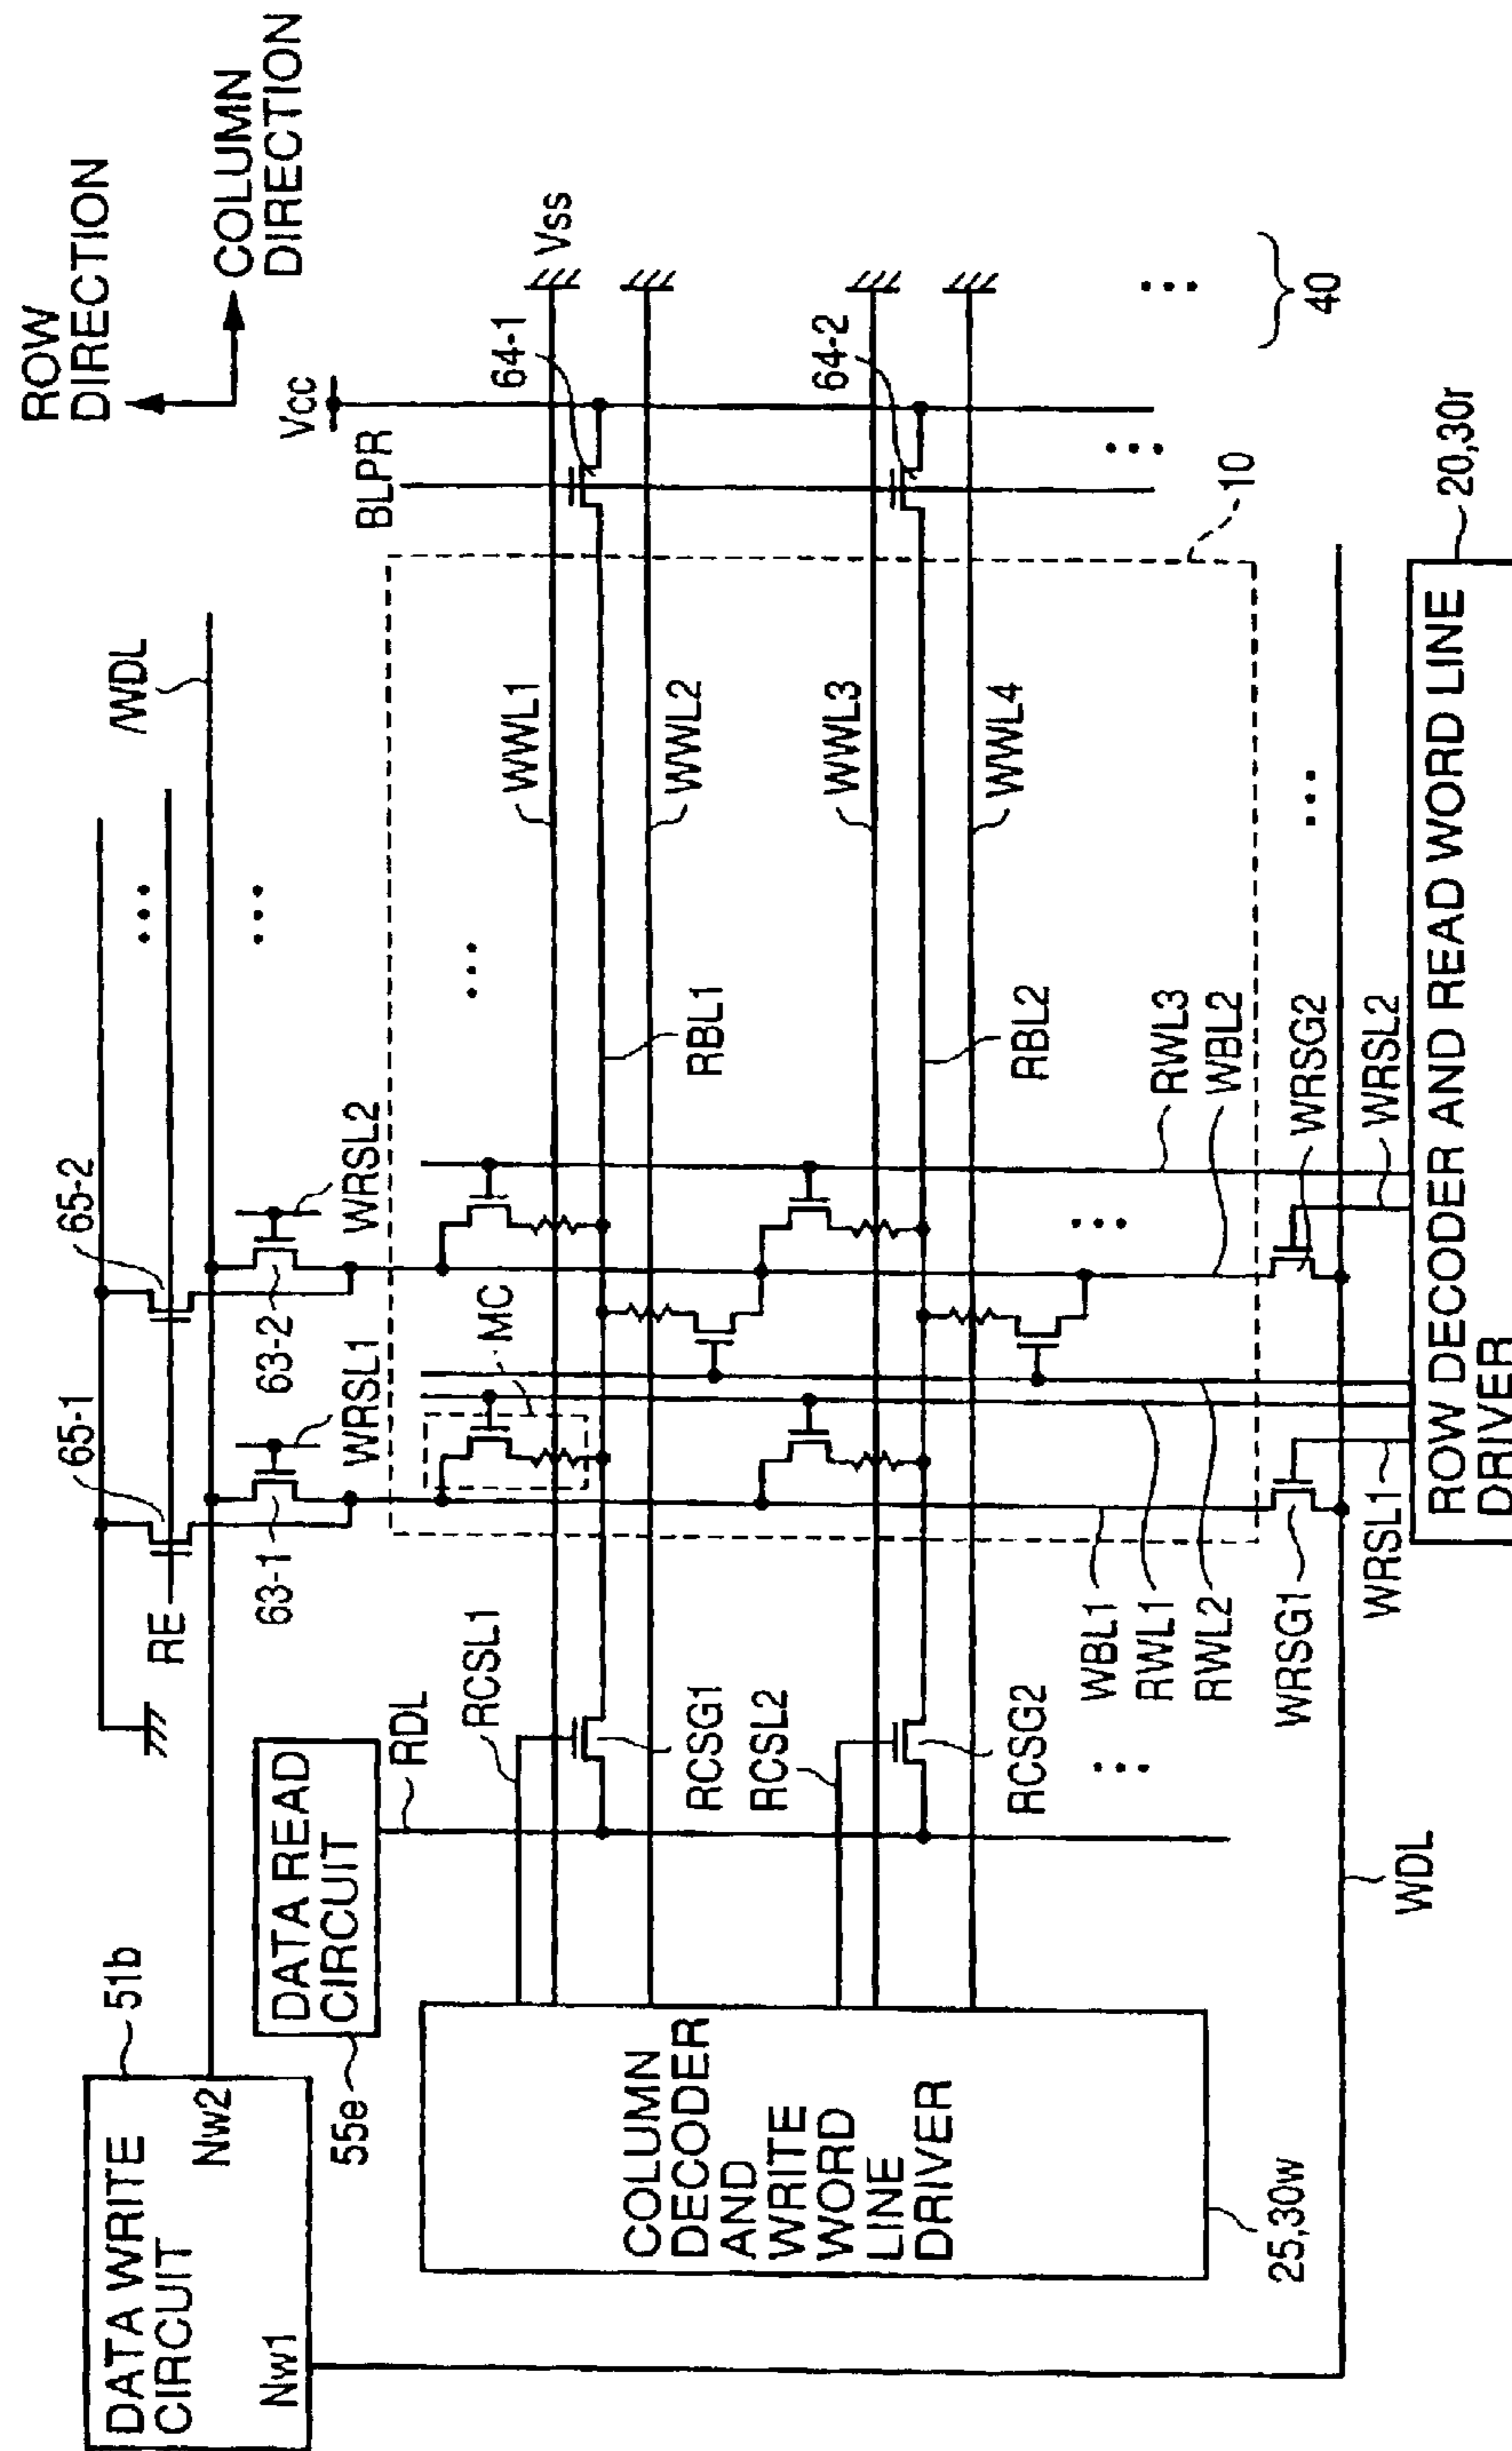 ROW
DIRECTION
COLUMN
DIRECTION
DATA WRITE
CIRCUIT
51b
Nw2
Nw1
/WDL
65-1
65-2
RE
63-1
WRSL1
63-2
WRSL2
Vcc
BLPR
Vss
DATA READ
CIRCUIT
55e
RDL
RCSL1
MC
WWL1
64-1
RCSG1
RBL1
WWL2
RCSL2
WWL3
64-2
RCSG2
RBL2
WWL4
COLUMN
DECODER
AND
WRITE
WORD
LINE
DRIVER
25,30w
WBL1
RWL1
RWL2
RWL3
WBL2
10
40
WRSG1
WRSG2
WDL
WRSL1
WRSL2
20,30r
ROW DECODER AND READ WORD LINE
DRIVER